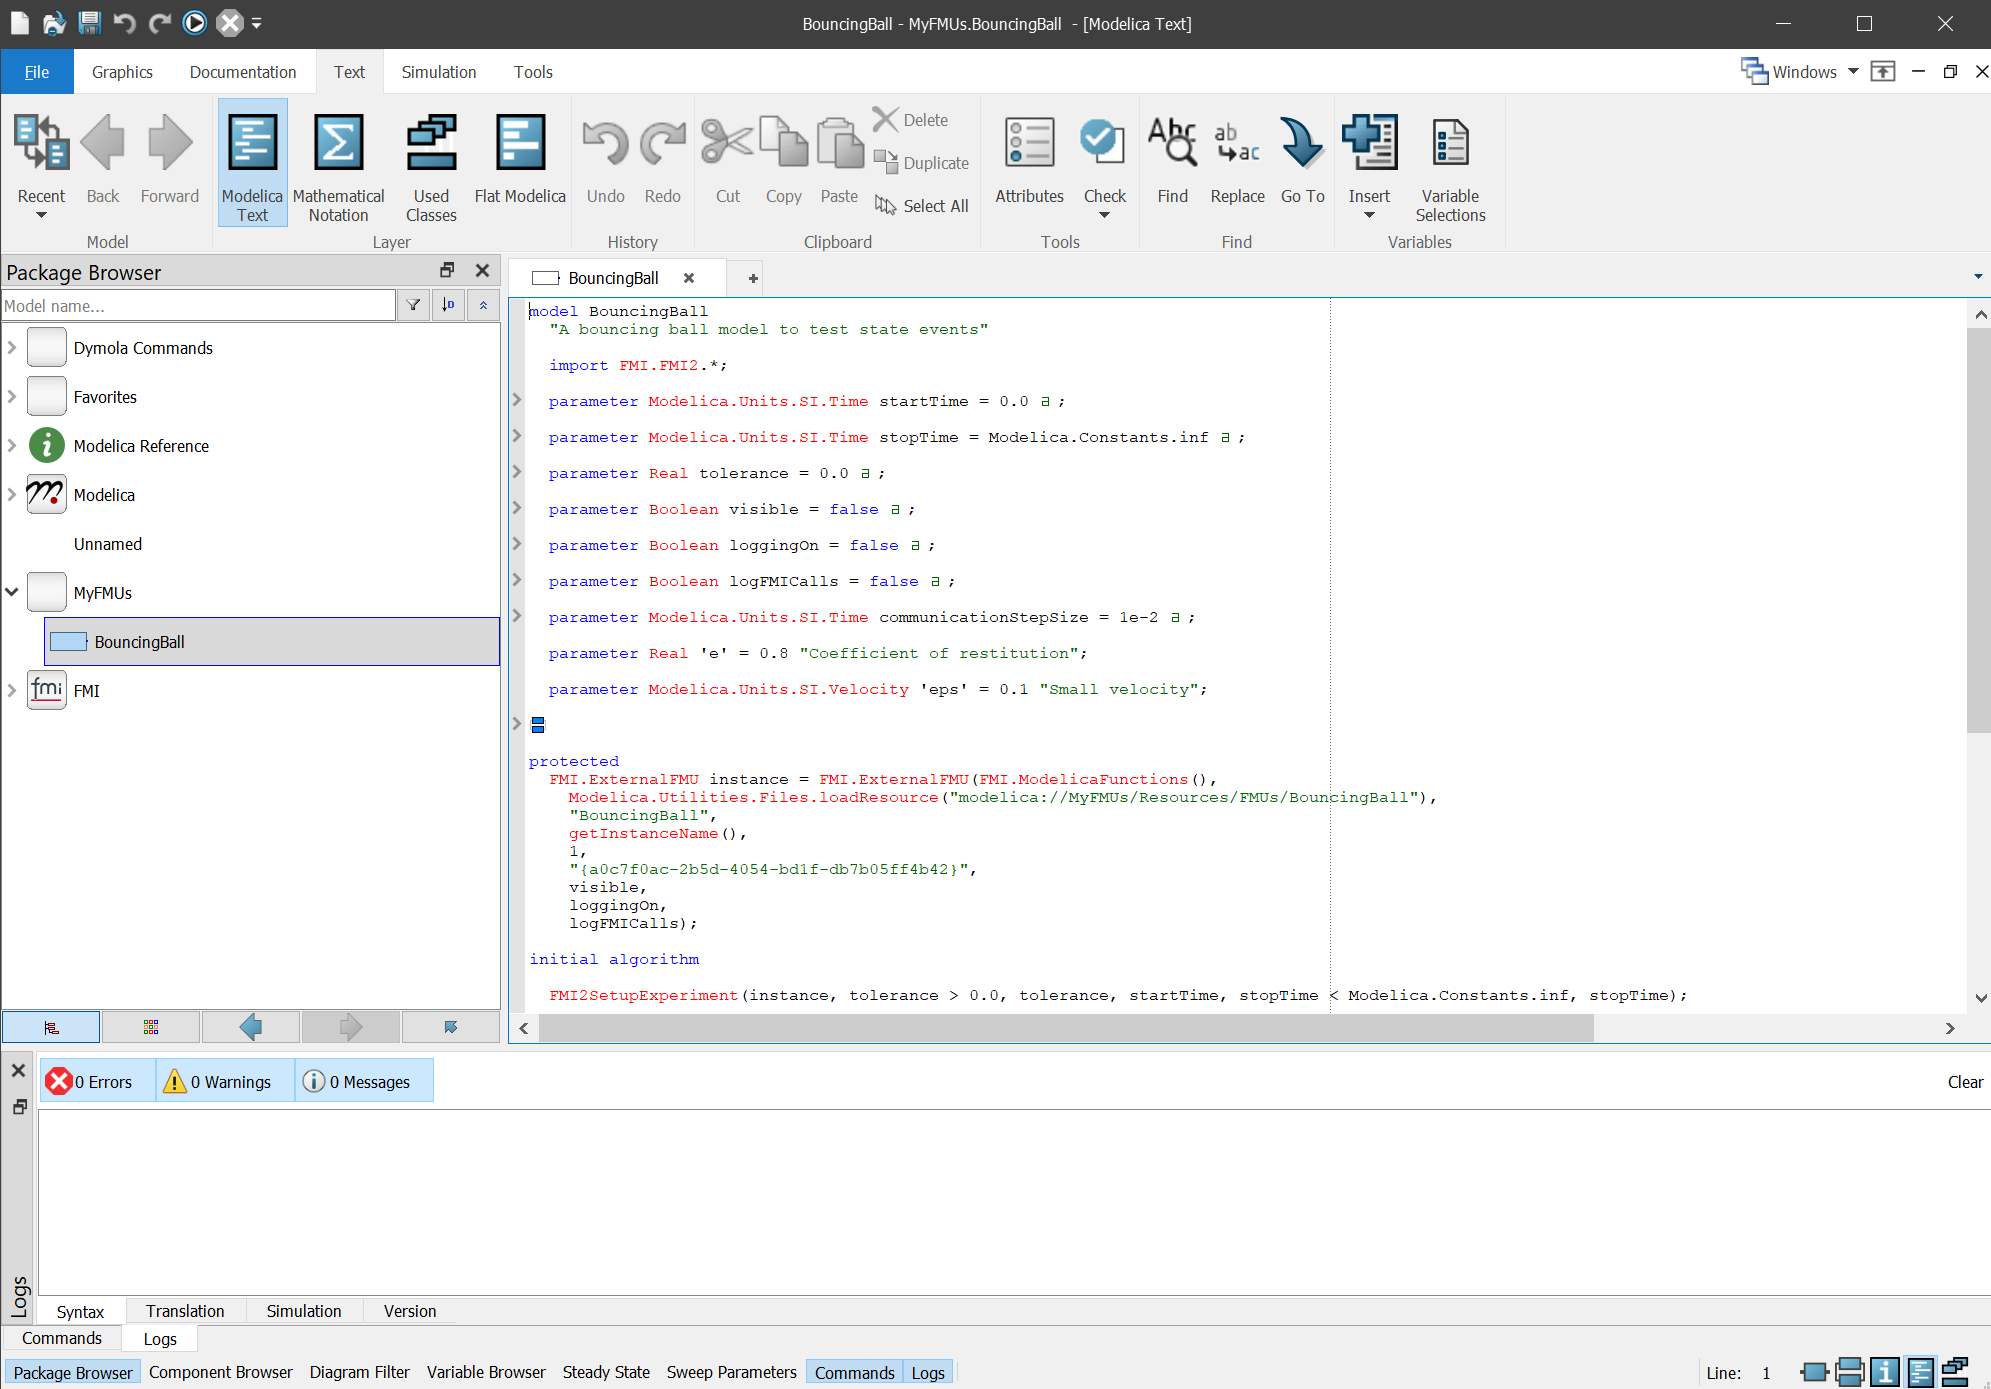 BouncingBall - MyFMUs.BouncingBall - [Modelica Text]
File Graphics Documentation Text Simulation Tools Windows
Recent Back Forward
Model
Modelica Text Mathematical Notation Used Classes Flat Modelica
Layer
Undo Redo
History
Cut Copy Paste Delete Duplicate Select All
Clipboard
Attributes Check
Tools
Abc ab ac
Find Replace Go To
Find
Insert Variable Selections
Variables
Package Browser
Model name...
Dymola Commands
Favorites
Modelica Reference
Modelica
Unnamed
MyFMUs
BouncingBall
fmi FMI
BouncingBall
model BouncingBall
"A bouncing ball model to test state events"
import FMI.FMI2.*;
parameter Modelica.Units.SI.Time startTime = 0.0 a ;
parameter Modelica.Units.SI.Time stopTime = Modelica.Constants.inf a ;
parameter Real tolerance = 0.0 a ;
parameter Boolean visible = false a ;
parameter Boolean loggingOn = false a ;
parameter Boolean logFMICalls = false a ;
parameter Modelica.Units.SI.Time communicationStepSize = 1e-2 a ;
parameter Real 'e' = 0.8 "Coefficient of restitution";
parameter Modelica.Units.SI.Velocity 'eps' = 0.1 "Small velocity";
protected
FMI.ExternalFMU instance = FMI.ExternalFMU(FMI.ModelicaFunctions(),
Modelica.Utilities.Files.loadResource("modelica://MyFMUs/Resources/FMUs/BouncingBall"),
"BouncingBall",
getInstanceName(),
1,
"{a0c7f0ac-2b5d-4054-bd1f-db7b05ff4b42}",
visible,
loggingOn,
logFMICalls);
initial algorithm
FMI2SetupExperiment(instance, tolerance > 0.0, tolerance, startTime, stopTime < Modelica.Constants.inf, stopTime);
0 Errors 0 Warnings 0 Messages Clear
Logs
Syntax Translation Simulation Version
Commands Logs
Package Browser Component Browser Diagram Filter Variable Browser Steady State Sweep Parameters Commands Logs Line: 1